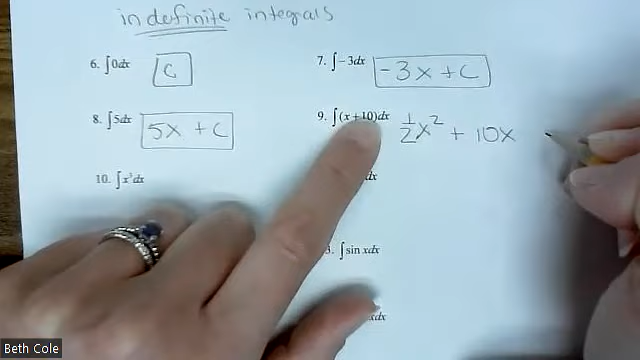 indefinite integrals
6. ∫0dx C
7. ∫−3dx −3x + C
8. ∫5dx 5x + C
9. ∫(x+10)dx ½x² + 10x
10. ∫x³dx
dx
3. ∫sin xdx
xdx
Beth Cole